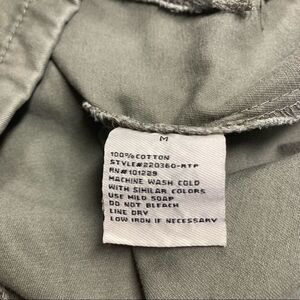 M
100% COTTON
STYLE#220360-RTP
RN#101229
MACHINE WASH COLD
WITH SIMILAR COLORS
USE MILD SOAP
DO NOT BLEACH
LINE DRY
LOW IRON IF NECESSARY